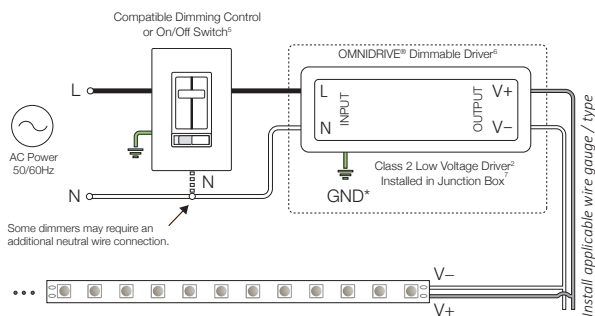 Compatible Dimming Control
or On/Off Switch⁵
OMNIDRIVE® Dimmable Driver⁶
L
L
INPUT
N
OUTPUT
V+
V−
AC Power
50/60Hz
N
N
Class 2 Low Voltage Driver²
Installed in Junction Box⁷
GND*
Some dimmers may require an
additional neutral wire connection.
Install applicable wire gauge / type
V−
V+